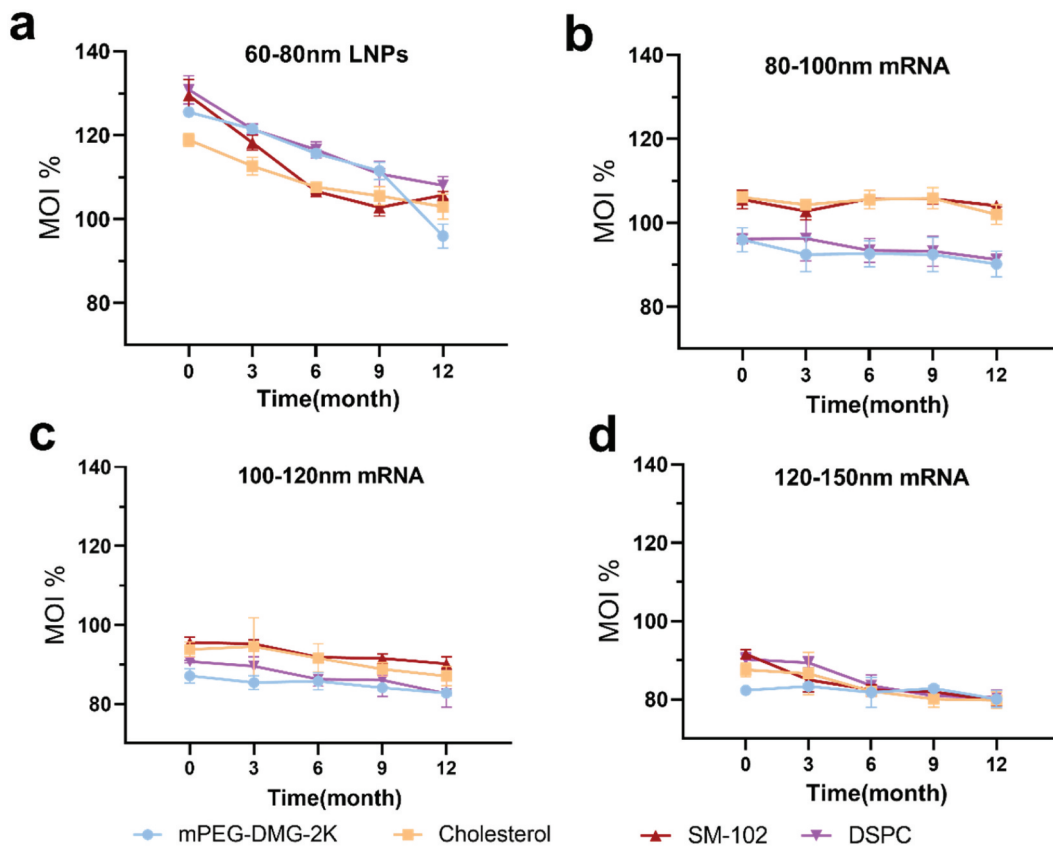 a
60-80nm LNPs
140
120
100
80
MOI %
0 3 6 9 12
Time(month)
b
80-100nm mRNA
140
120
100
80
MOI %
0 3 6 9 12
Time(month)
c
100-120nm mRNA
140
120
100
80
MOI %
0 3 6 9 12
Time(month)
d
120-150nm mRNA
140
120
100
80
MOI %
0 3 6 9 12
Time(month)
mPEG-DMG-2K Cholesterol SM-102 DSPC